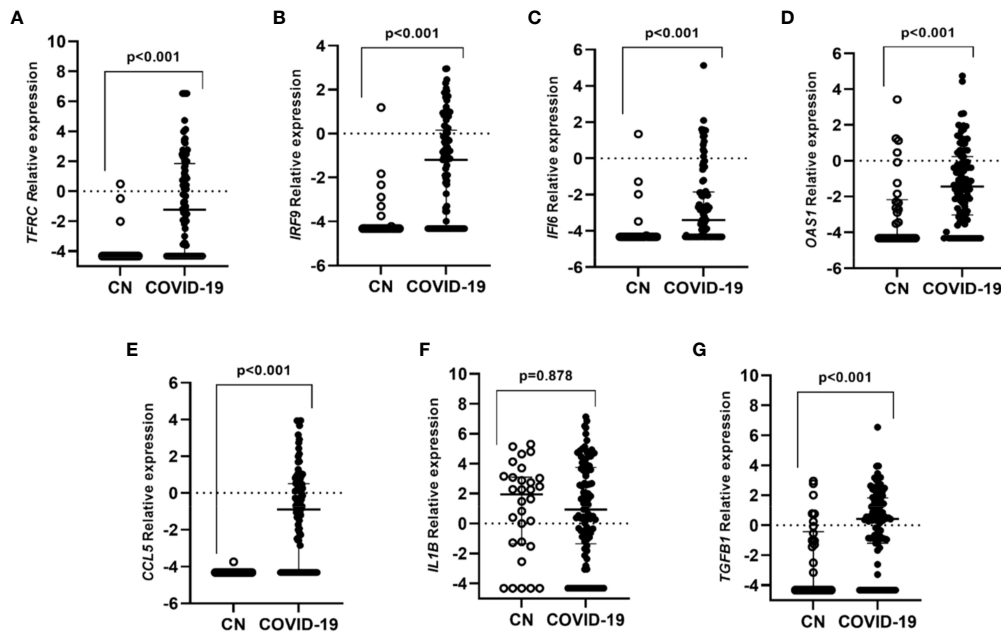 A
TFRC Relative expression
10
8
6
4
2
0
-2
-4
p<0.001
CN COVID-19
B
IRF9 Relative expression
4
2
0
-2
-4
-6
p<0.001
CN COVID-19
C
IFI6 Relative expression
6
4
2
0
-2
-4
-6
p<0.001
CN COVID-19
D
OAS1 Relative expression
6
4
2
0
-2
-4
-6
p<0.001
CN COVID-19
E
CCL5 Relative expression
6
4
2
0
-2
-4
-6
p<0.001
CN COVID-19
F
IL1B Relative expression
10
8
6
4
2
0
-2
-4
p=0.878
CN COVID-19
G
TGFB1 Relative expression
10
8
6
4
2
0
-2
-4
p<0.001
CN COVID-19